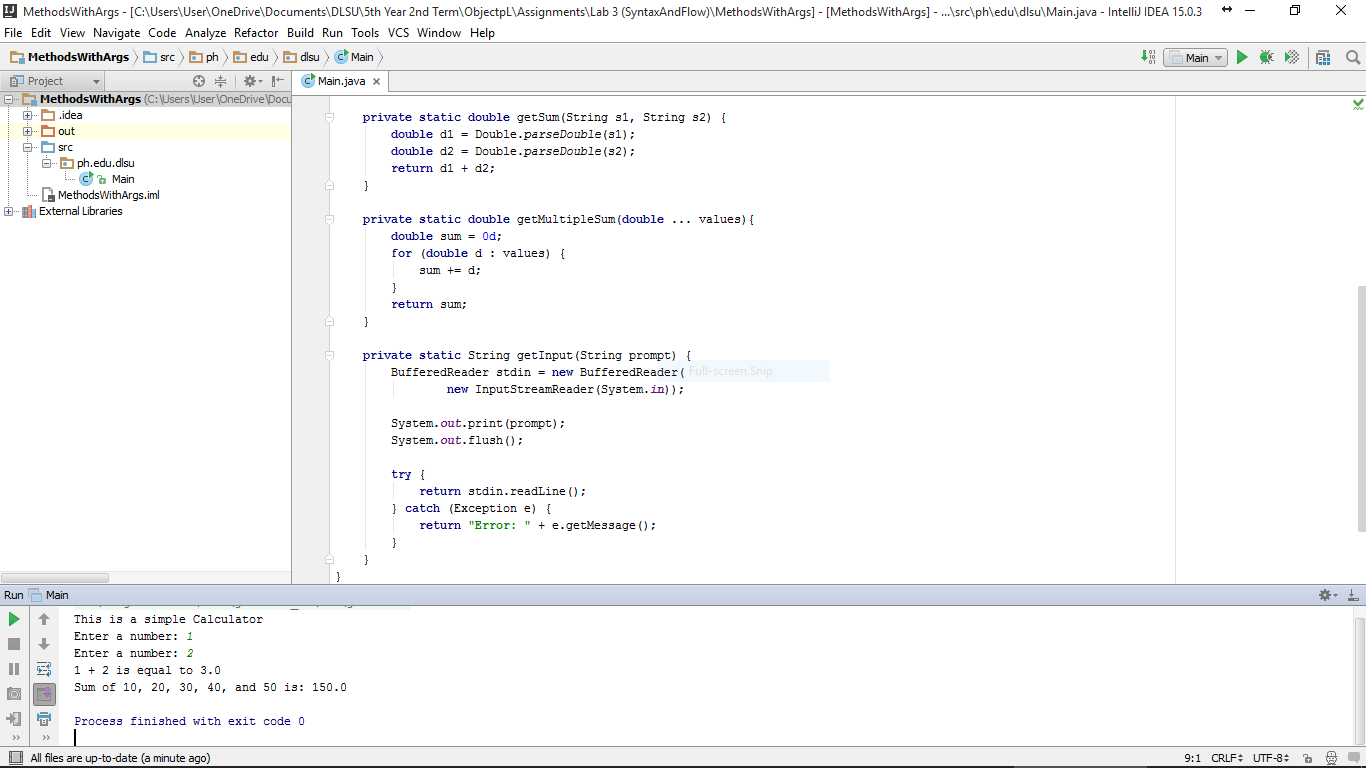 MethodsWithArgs - [C:\Users\User\OneDrive\Documents\DLSU\5th Year 2nd Term\ObjectpL\Assignments\Lab 3 (SyntaxAndFlow)\MethodsWithArgs] - [MethodsWithArgs] - ...\src\ph\edu\dlsu\Main.java - IntelliJ IDEA 15.0.3
File Edit View Navigate Code Analyze Refactor Build Run Tools VCS Window Help
MethodsWithArgs src ph edu dlsu Main Main
Project
Main.java
MethodsWithArgs (C:\Users\User\OneDrive\Docu
.idea
out
src
ph.edu.dlsu
Main
MethodsWithArgs.iml
External Libraries
private static double getSum(String s1, String s2) {
double d1 = Double.parseDouble(s1);
double d2 = Double.parseDouble(s2);
return d1 + d2;
}
private static double getMultipleSum(double ... values){
double sum = 0d;
for (double d : values) {
sum += d;
}
return sum;
}
private static String getInput(String prompt) {
BufferedReader stdin = new BufferedReader(
Full-screen Snip
new InputStreamReader(System.in));
System.out.print(prompt);
System.out.flush();
try {
return stdin.readLine();
} catch (Exception e) {
return "Error: " + e.getMessage();
}
}
}
Run Main
This is a simple Calculator
Enter a number: 1
Enter a number: 2
1 + 2 is equal to 3.0
Sum of 10, 20, 30, 40, and 50 is: 150.0
Process finished with exit code 0
All files are up-to-date (a minute ago)
9:1 CRLF UTF-8